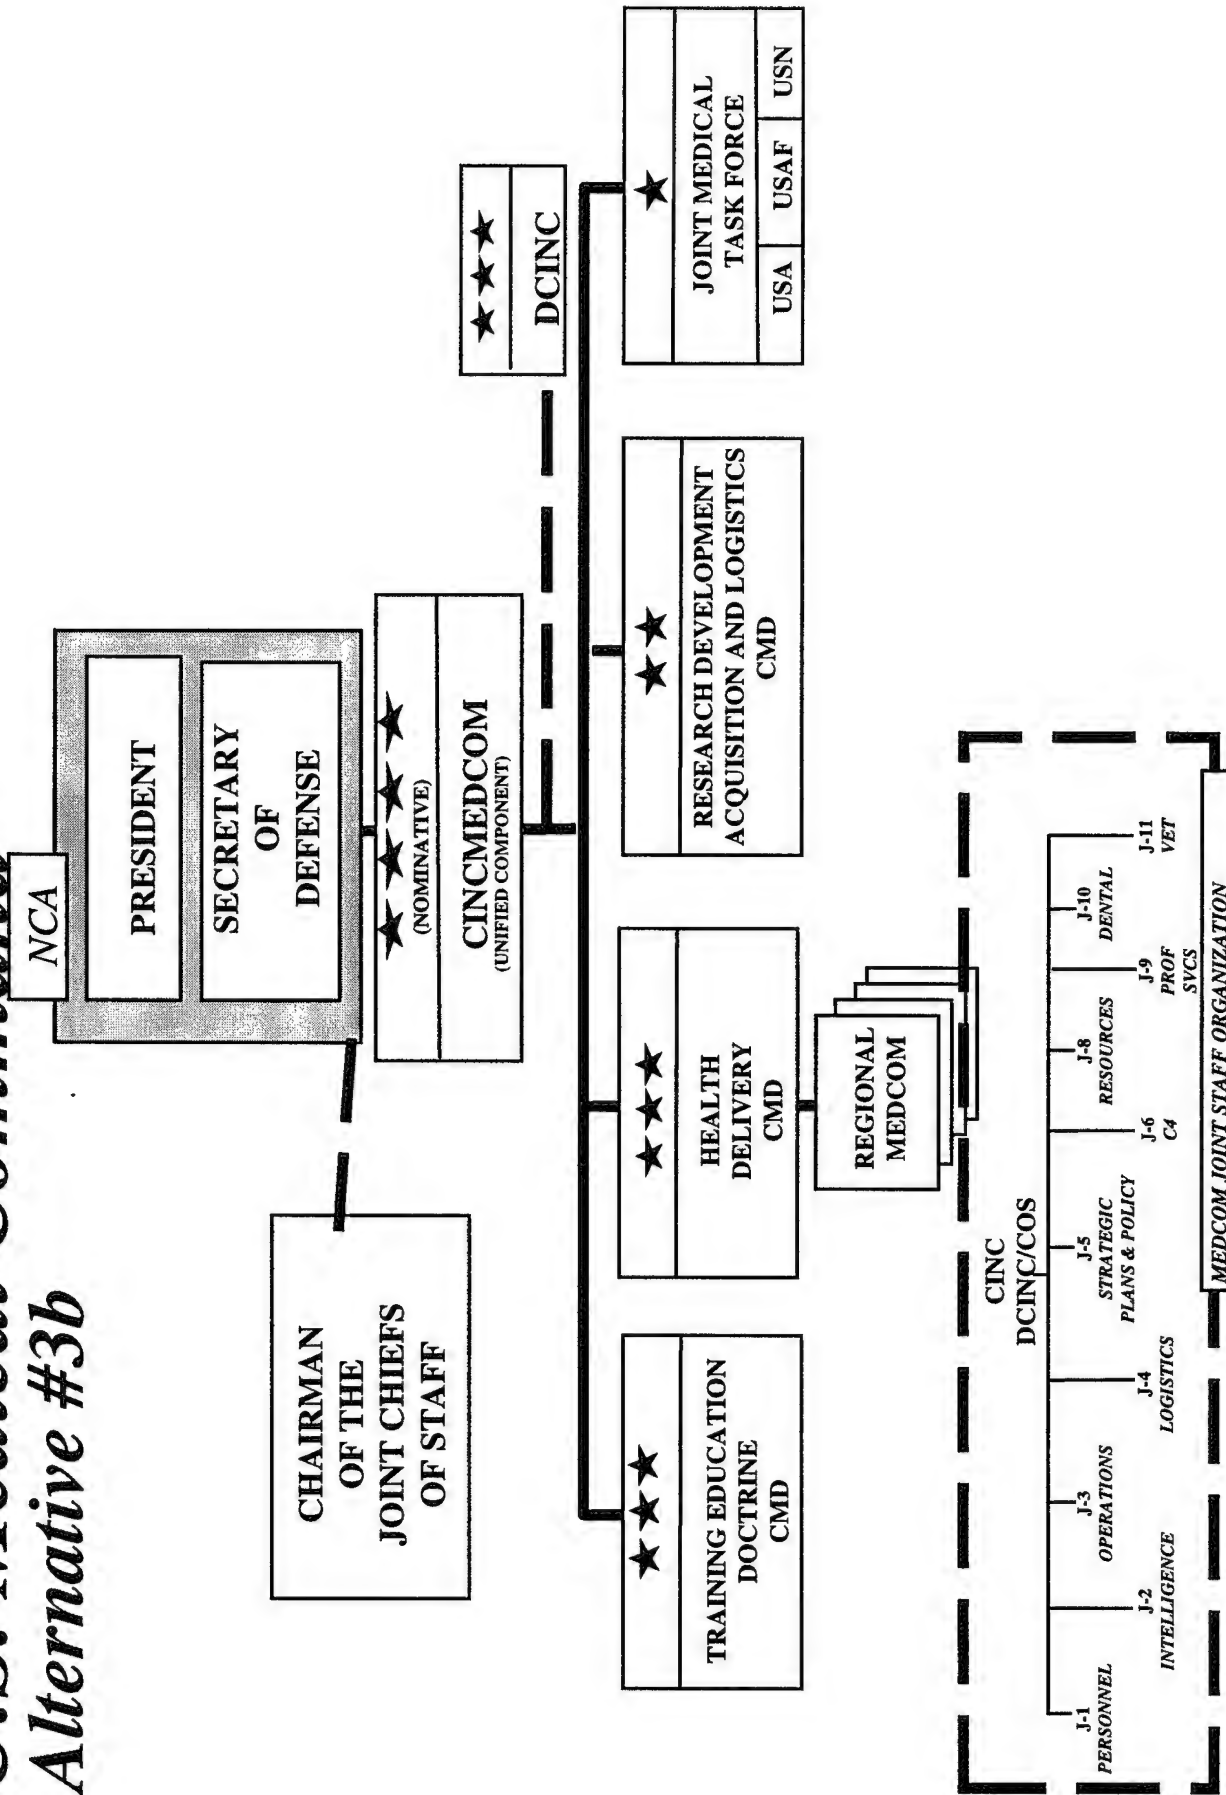 U.S. Medical Command
Alternative #3b
NCA
PRESIDENT
SECRETARY
OF
DEFENSE
CHAIRMAN
OF THE
JOINT CHIEFS
OF STAFF
(NOMINATIVE)
CINCMEDCOM
(UNIFIED COMPONENT)
DCINC
TRAINING EDUCATION
DOCTRINE
CMD
HEALTH
DELIVERY
CMD
RESEARCH DEVELOPMENT
ACQUISITION AND LOGISTICS
CMD
JOINT MEDICAL
TASK FORCE
USA USAF USN
REGIONAL
MEDCOM
CINC
DCINC/COS
J-1
PERSONNEL
J-2
INTELLIGENCE
J-3
OPERATIONS
J-4
LOGISTICS
J-5
STRATEGIC
PLANS & POLICY
J-6
C4
J-8
RESOURCES
J-9
PROF
SVCS
J-10
DENTAL
J-11
VET
MEDCOM JOINT STAFF ORGANIZATION